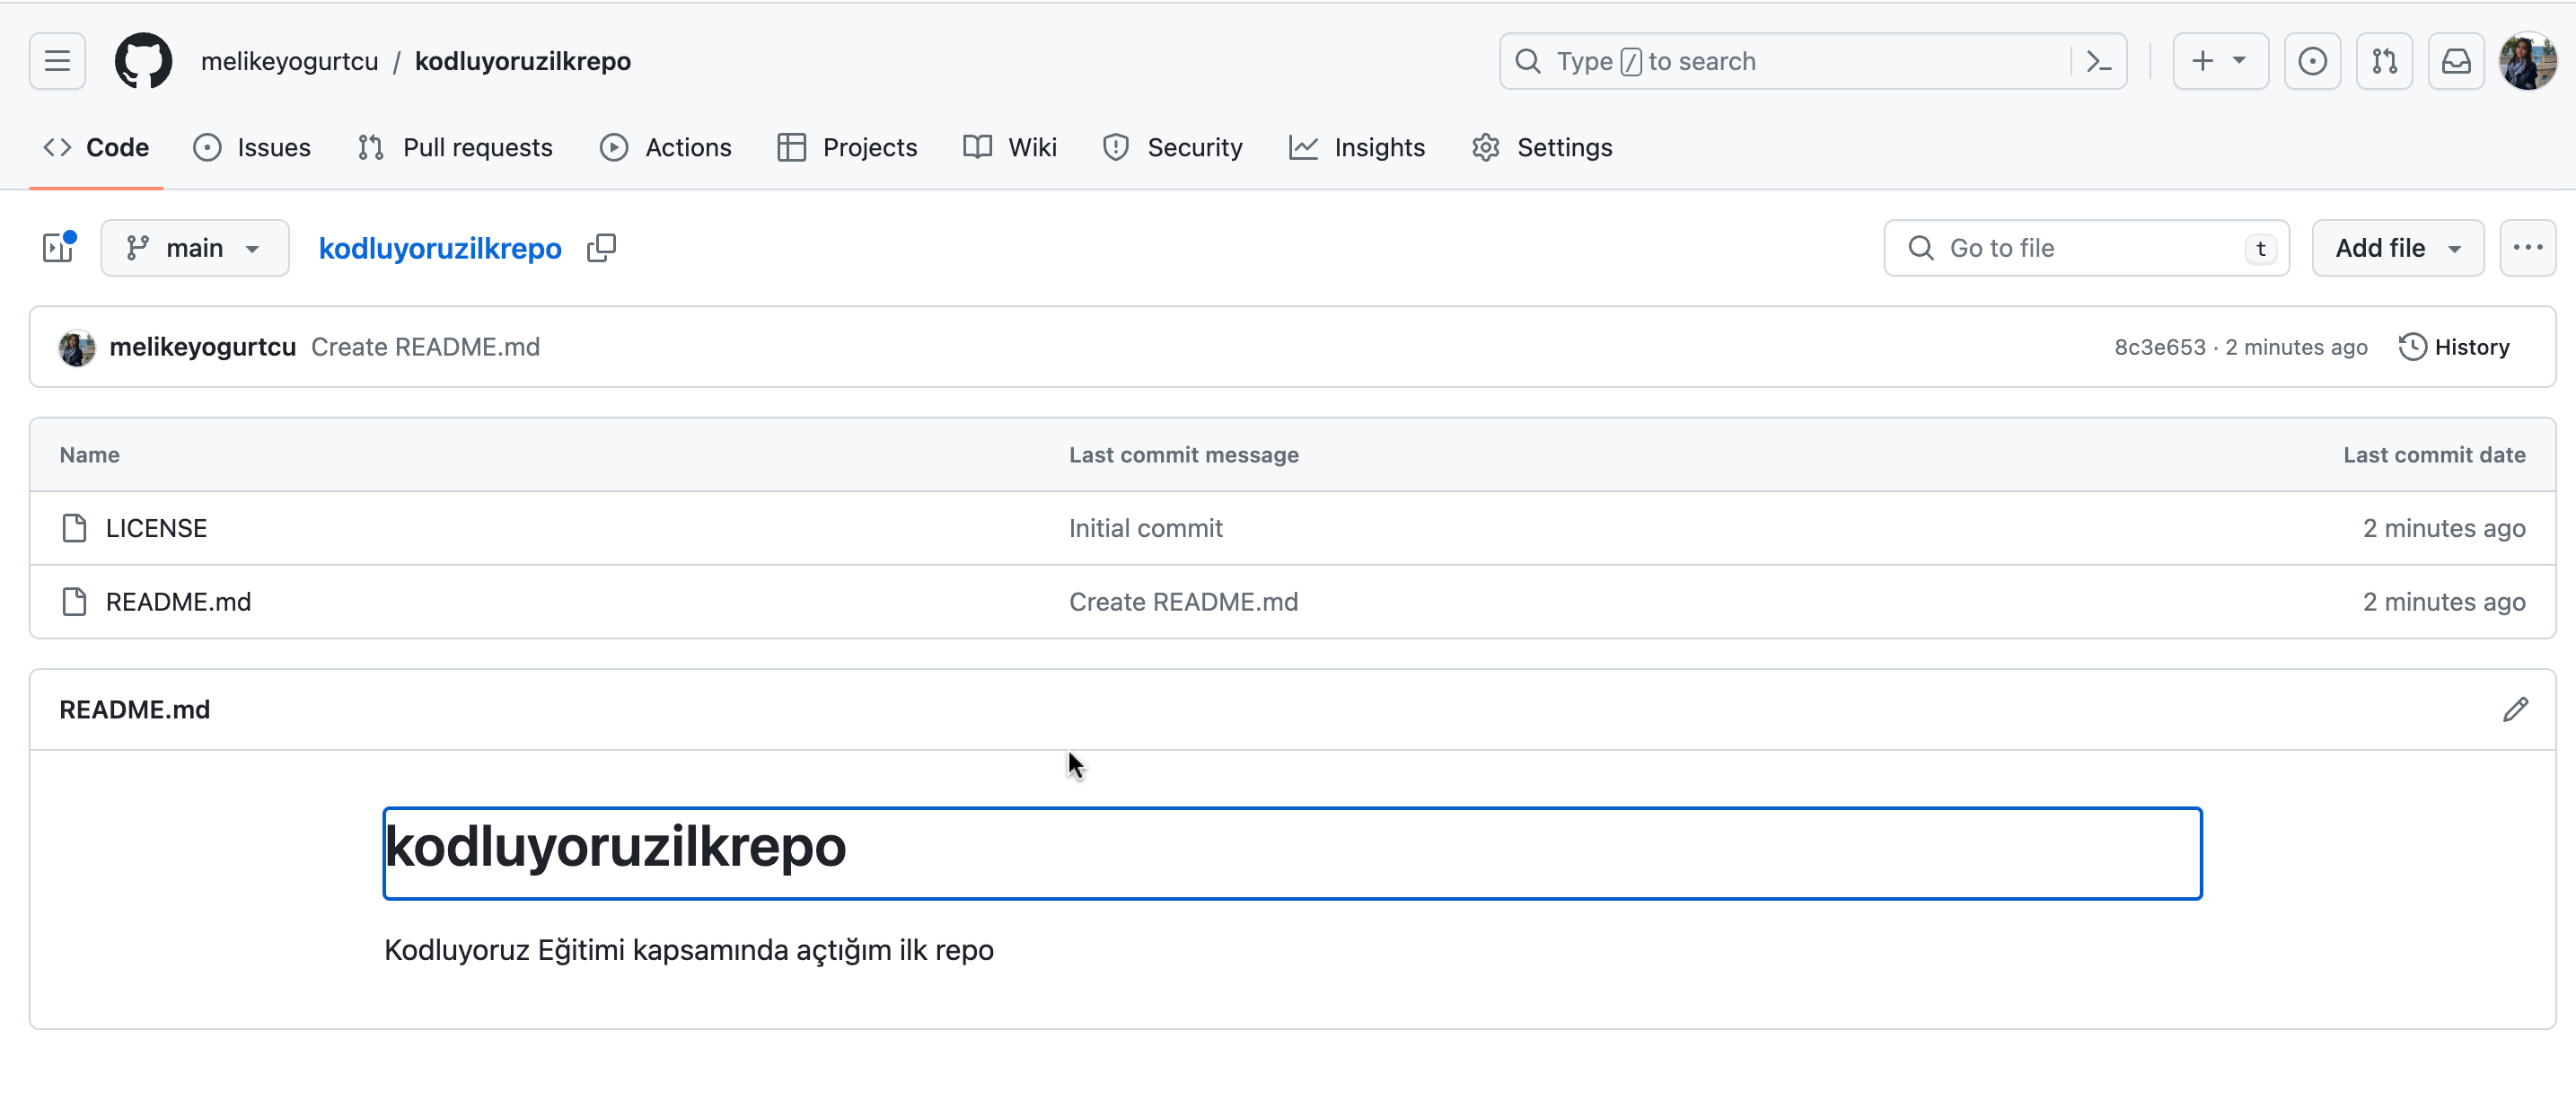 melikeyogurtcu / kodluyoruzilkrepo
Type / to search
Code Issues Pull requests Actions Projects Wiki Security Insights Settings
main kodluyoruzilkrepo Go to file t Add file
melikeyogurtcu Create README.md 8c3e653 · 2 minutes ago History
Name Last commit message Last commit date
LICENSE Initial commit 2 minutes ago
README.md Create README.md 2 minutes ago
README.md
kodluyoruzilkrepo
Kodluyoruz Eğitimi kapsamında açtığım ilk repo